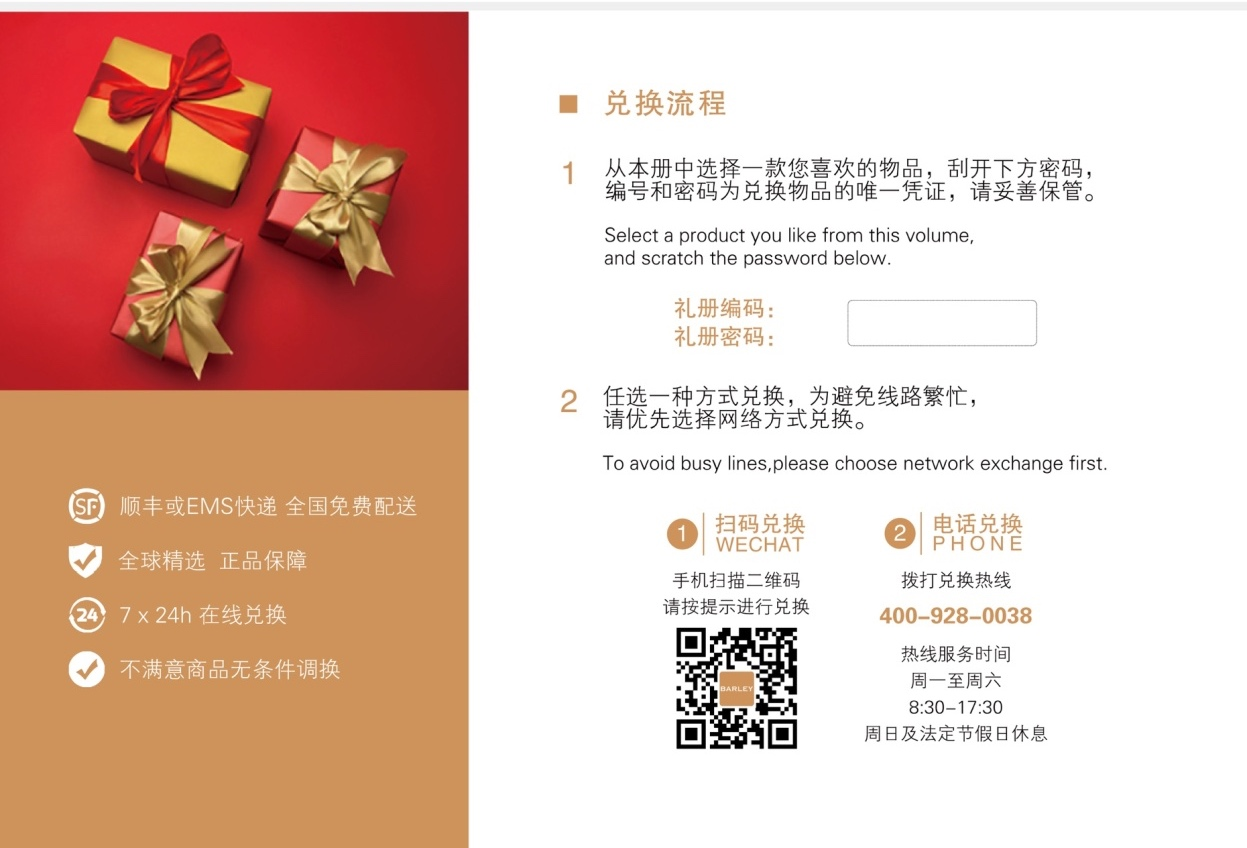 顺丰或EMS快递 全国免费配送
全球精选 正品保障
24
7 x 24h 在线兑换
不满意商品无条件调换
兑换流程
1
从本册中选择一款您喜欢的物品，刮开下方密码，
编号和密码为兑换物品的唯一凭证，请妥善保管。
Select a product you like from this volume,
and scratch the password below.
礼册编码：
礼册密码：
2
任选一种方式兑换，为避免线路繁忙，
请优先选择网络方式兑换。
To avoid busy lines,please choose network exchange first.
1 扫码兑换
WECHAT
手机扫描二维码
请按提示进行兑换
BARLEY
2 电话兑换
PHONE
拨打兑换热线
400-928-0038
热线服务时间
周一至周六
8:30-17:30
周日及法定节假日休息
SF